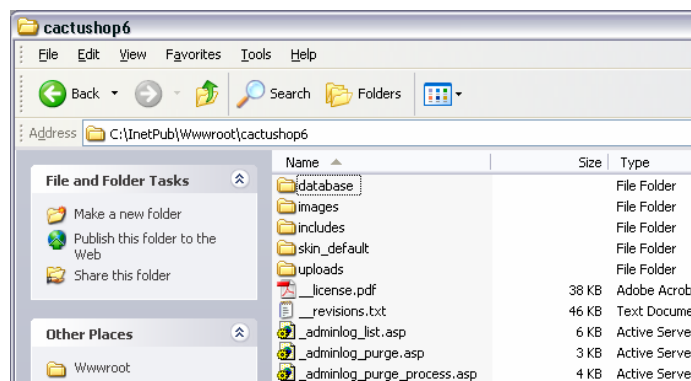 cactushop6
File Edit View Favorites Tools Help
Back Search Folders
Address C:\InetPub\Wwwroot\cactushop6
File and Folder Tasks
Make a new folder
Publish this folder to the
Web
Share this folder
Other Places
Wwwroot
Name Size Type
database File Folder
images File Folder
includes File Folder
skin_default File Folder
uploads File Folder
__license.pdf 38 KB Adobe Acrob
__revisions.txt 46 KB Text Docume
_adminlog_list.asp 6 KB Active Serve
_adminlog_purge.asp 3 KB Active Serve
_adminlog_purge_process.asp 4 KB Active Serve